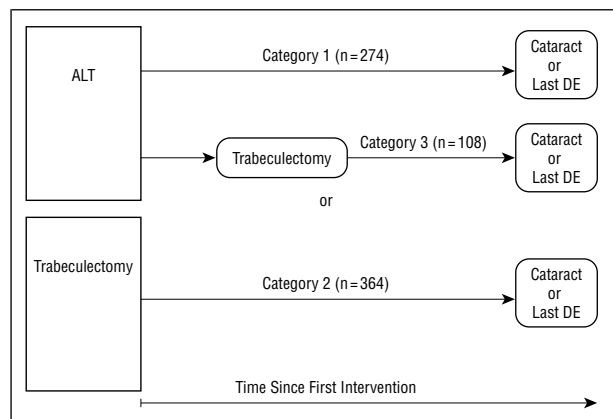 ALT
Category 1 (n=274)
Cataract
or
Last DE
Trabeculectomy
Category 3 (n=108)
Cataract
or
Last DE
or
Trabeculectomy
Category 2 (n=364)
Cataract
or
Last DE
Time Since First Intervention